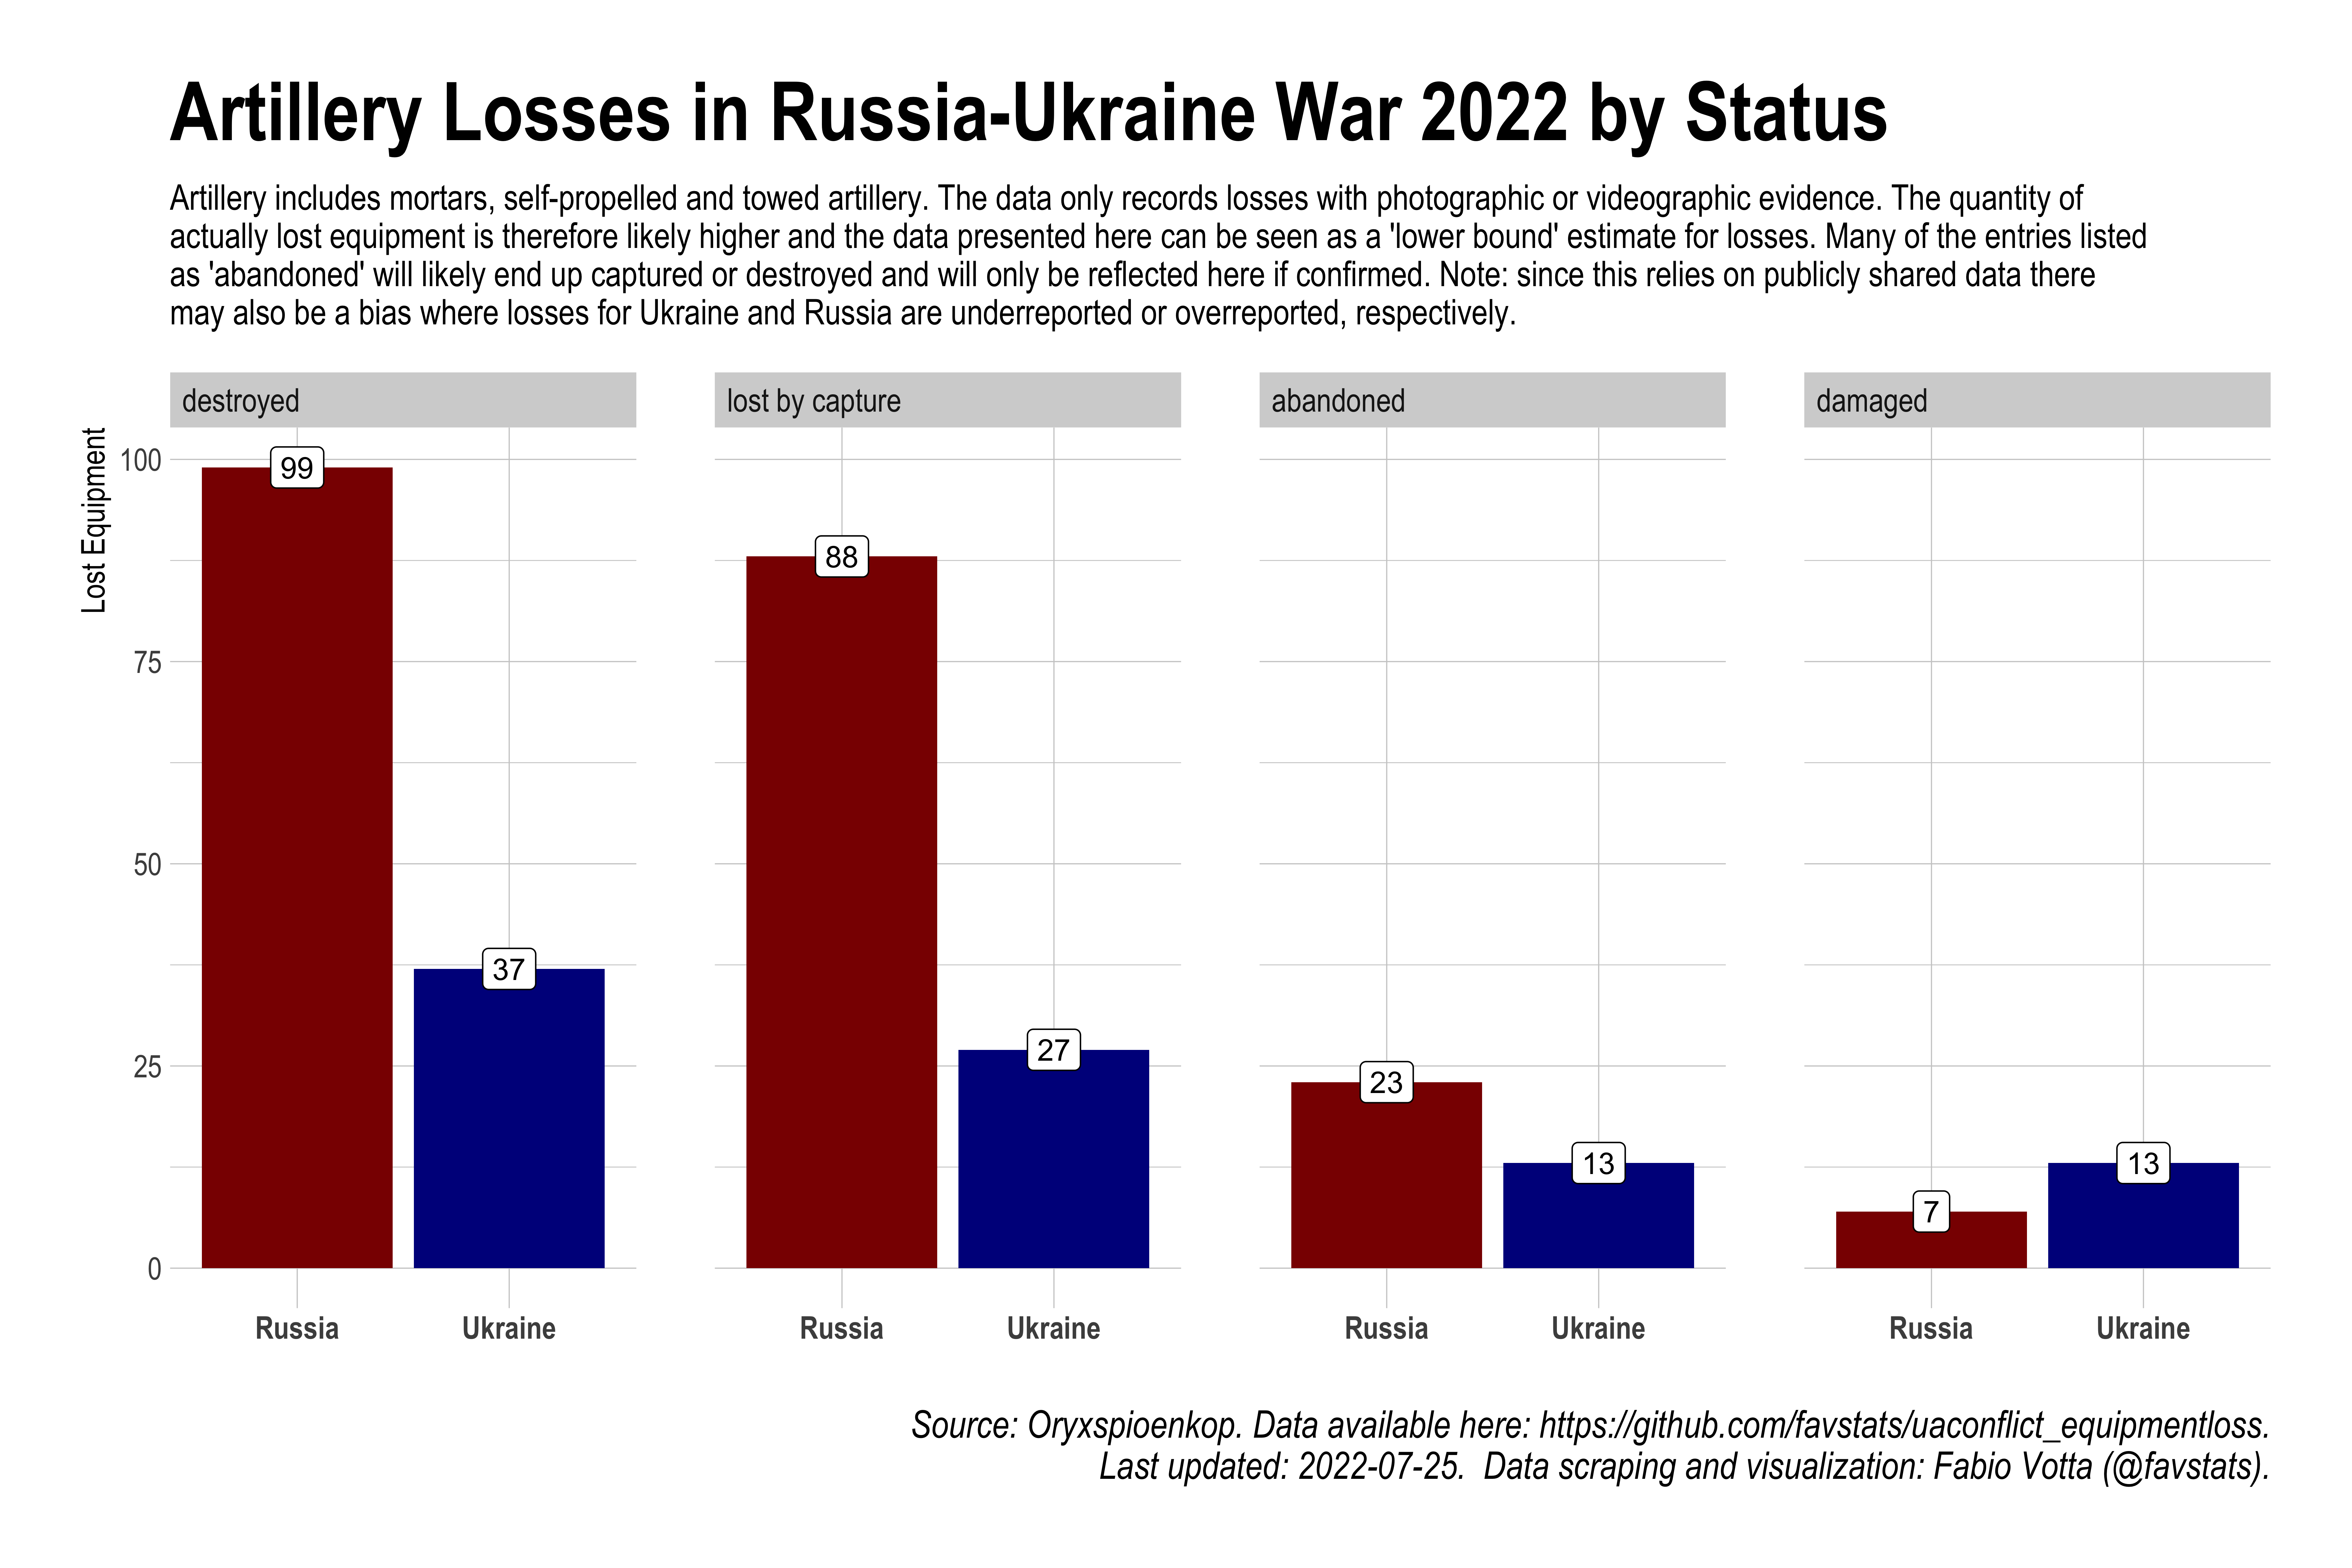 Artillery Losses in Russia-Ukraine War 2022 by Status
Artillery includes mortars, self-propelled and towed artillery. The data only records losses with photographic or videographic evidence. The quantity of
actually lost equipment is therefore likely higher and the data presented here can be seen as a 'lower bound' estimate for losses. Many of the entries listed
as 'abandoned' will likely end up captured or destroyed and will only be reflected here if confirmed. Note: since this relies on publicly shared data there
may also be a bias where losses for Ukraine and Russia are underreported or overreported, respectively.
destroyed
lost by capture
abandoned
damaged
Lost Equipment
100
75
50
25
0
99
37
88
27
23
13
7
13
Russia
Ukraine
Russia
Ukraine
Russia
Ukraine
Russia
Ukraine
Source: Oryxspioenkop. Data available here: https://github.com/favstats/uaconflict_equipmentloss.
Last updated: 2022-07-25.  Data scraping and visualization: Fabio Votta (@favstats).